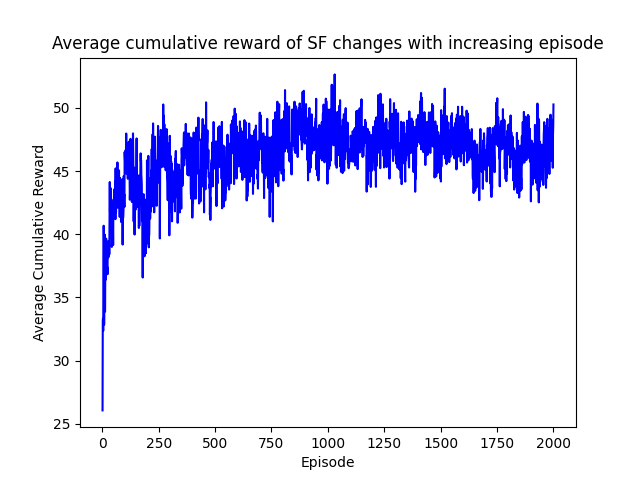 Average cumulative reward of SF changes with increasing episode
50
45
40
35
30
25
Average Cumulative Reward
0 250 500 750 1000 1250 1500 1750 2000
Episode